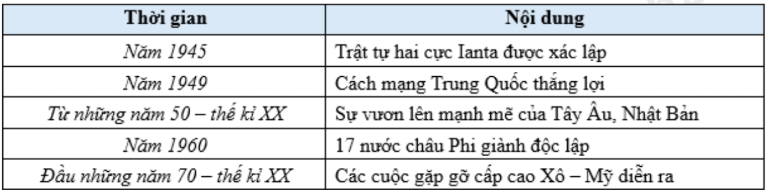 Thời gian Nội dung
Năm 1945 Trật tự hai cực Ianta được xác lập
Năm 1949 Cách mạng Trung Quốc thắng lợi
Từ những năm 50 – thế kỉ XX Sự vươn lên mạnh mẽ của Tây Âu, Nhật Bản
Năm 1960 17 nước châu Phi giành độc lập
Đầu những năm 70 – thế kỉ XX Các cuộc gặp gỡ cấp cao Xô – Mỹ diễn ra